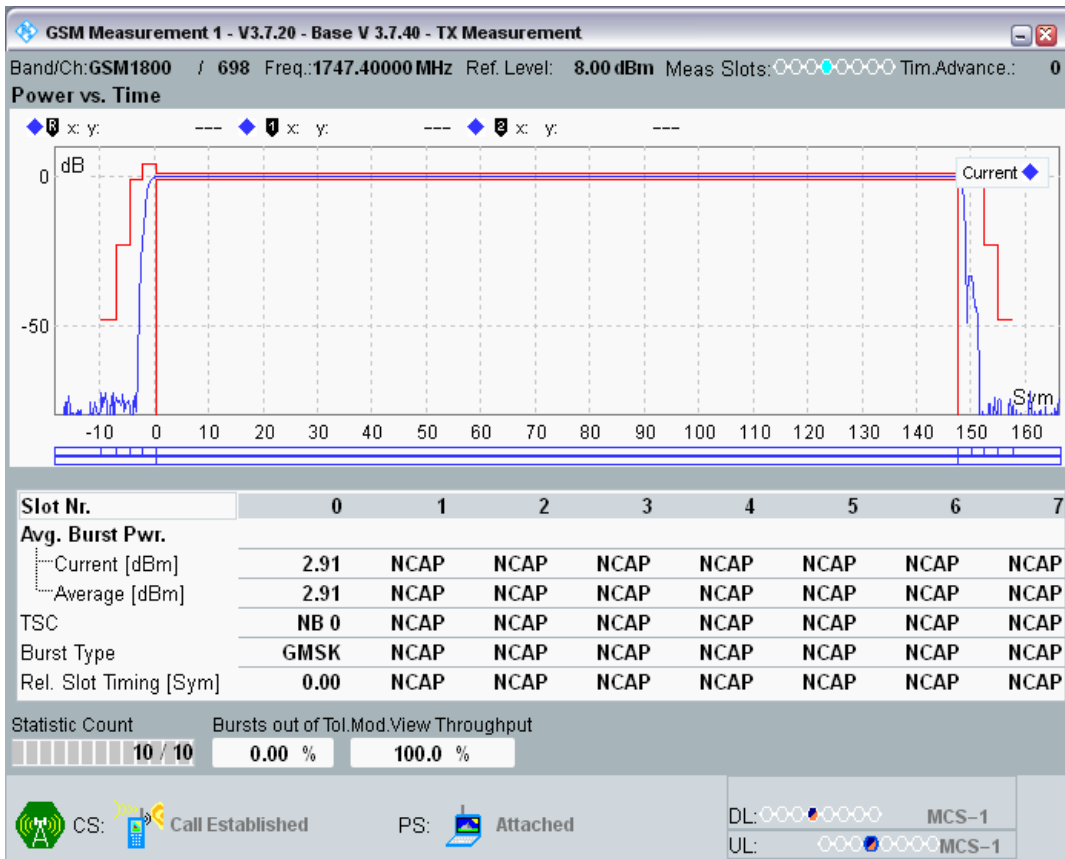 GSM Measurement 1 - V3.7.20 - Base V 3.7.40 - TX Measurement
Band/Ch:GSM1800 / 698 Freq.:1747.40000 MHz Ref. Level: 8.00 dBm Meas Slots: Tim.Advance.: 0
Power vs. Time
R x: y: --- 1 x: y: --- 2 x: y: ---
dB
0
Current
-50
Sym
-10 0 10 20 30 40 50 60 70 80 90 100 110 120 130 140 150 160
Slot Nr. 0 1 2 3 4 5 6 7
Avg. Burst Pwr.
Current [dBm] 2.91 NCAP NCAP NCAP NCAP NCAP NCAP NCAP
Average [dBm] 2.91 NCAP NCAP NCAP NCAP NCAP NCAP NCAP
TSC NB 0 NCAP NCAP NCAP NCAP NCAP NCAP NCAP
Burst Type GMSK NCAP NCAP NCAP NCAP NCAP NCAP NCAP
Rel. Slot Timing [Sym] 0.00 NCAP NCAP NCAP NCAP NCAP NCAP NCAP
Statistic Count Bursts out of Tol.Mod.View Throughput
10 / 10 0.00 % 100.0 %
CS: Call Established PS: Attached
DL: MCS-1
UL: MCS-1